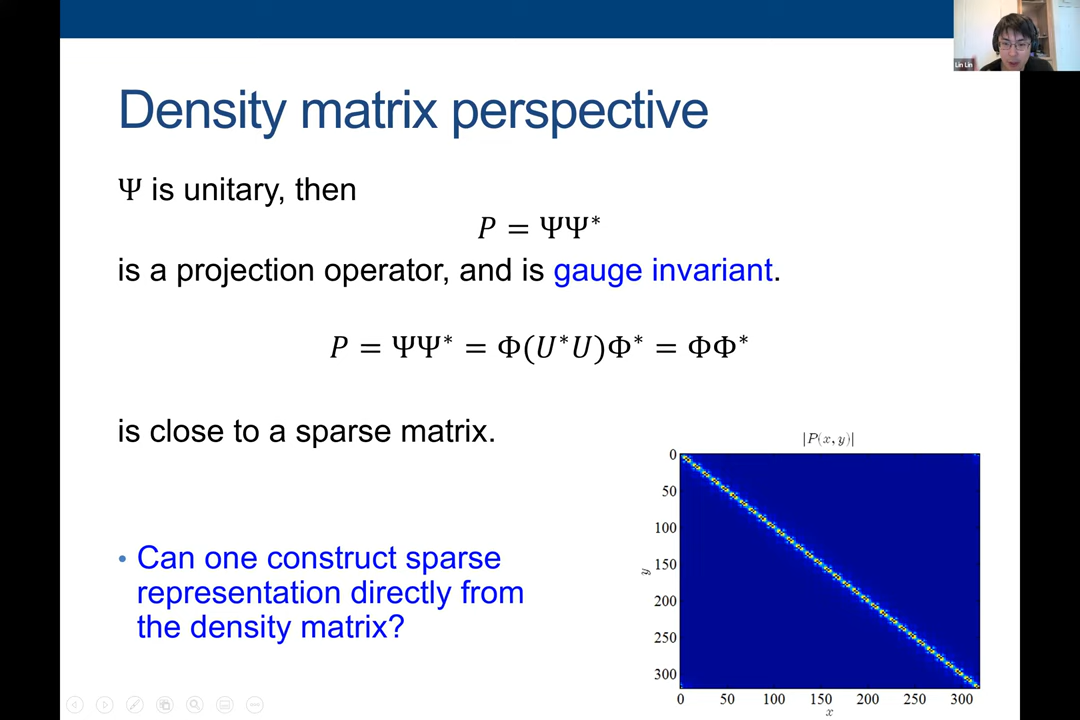 Lin Lin
Density matrix perspective
Ψ is unitary, then
P = ΨΨ*
is a projection operator, and is gauge invariant.
P = ΨΨ* = Φ(U*U)Φ* = ΦΦ*
is close to a sparse matrix.
• Can one construct sparse
representation directly from
the density matrix?
|P(x, y)|
0
50
100
150
200
250
300
y
0 50 100 150 200 250 300
x